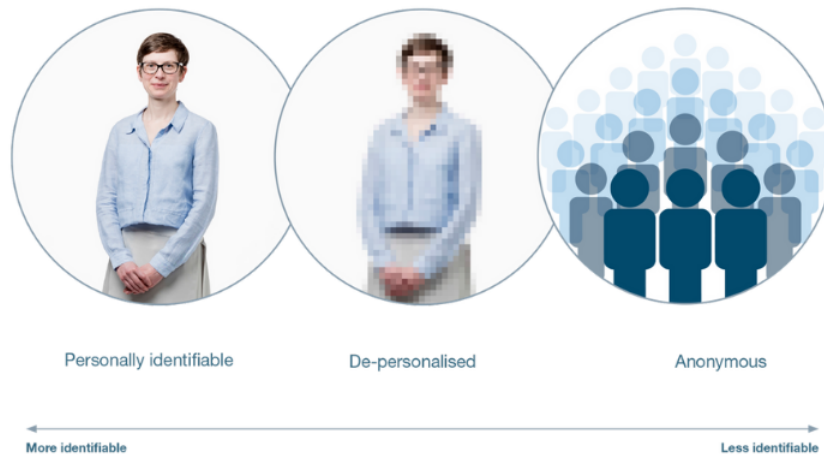 Personally identifiable
De-personalised
Anonymous
More identifiable
Less identifiable